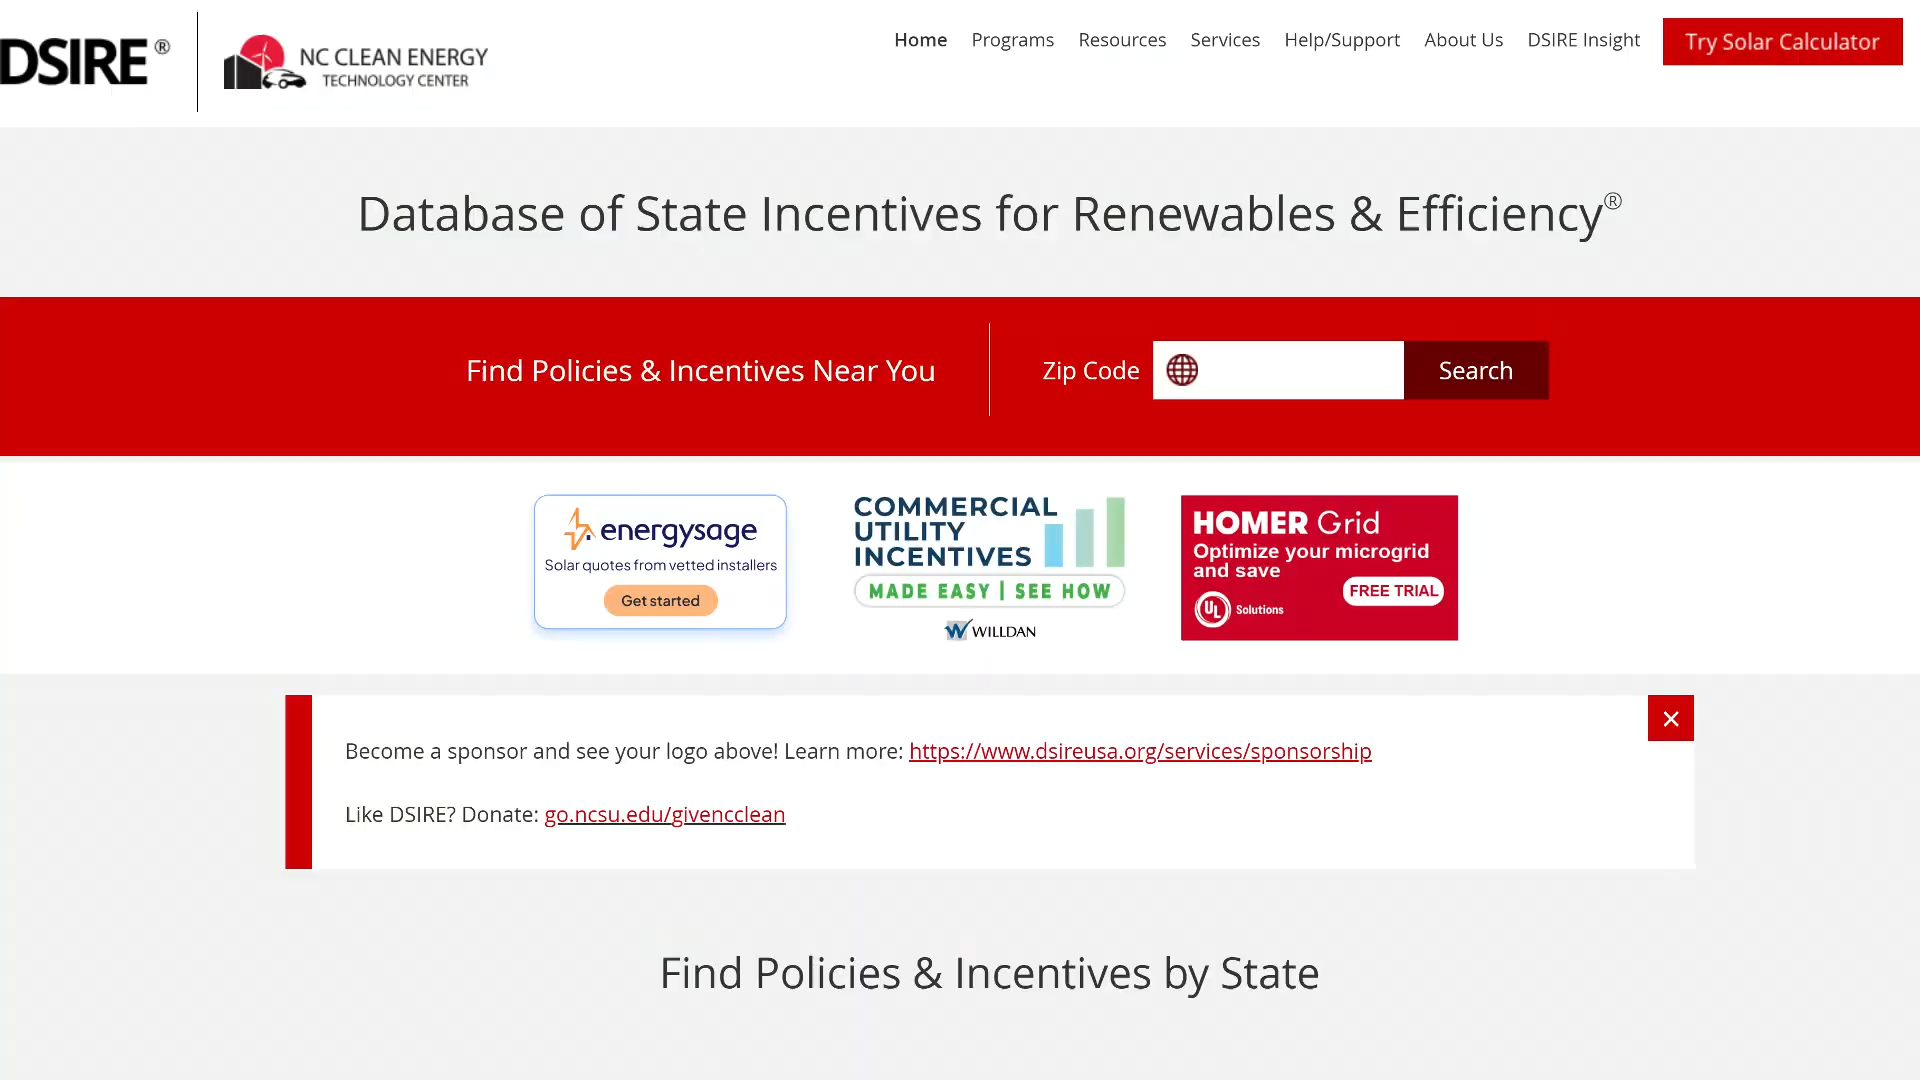 DSIRE ®
NC CLEAN ENERGY
TECHNOLOGY CENTER
Home Programs Resources Services Help/Support About Us DSIRE Insight Try Solar Calculator
Database of State Incentives for Renewables & Efficiency®
Find Policies & Incentives Near You
Zip Code
Search
energysage
Solar quotes from vetted installers
Get started
COMMERCIAL
UTILITY
INCENTIVES
MADE EASY | SEE HOW
W WILLDAN
HOMER Grid
Optimize your microgrid
and save
FREE TRIAL
UL Solutions
Become a sponsor and see your logo above! Learn more: https://www.dsireusa.org/services/sponsorship
Like DSIRE? Donate: go.ncsu.edu/givencclean
Find Policies & Incentives by State